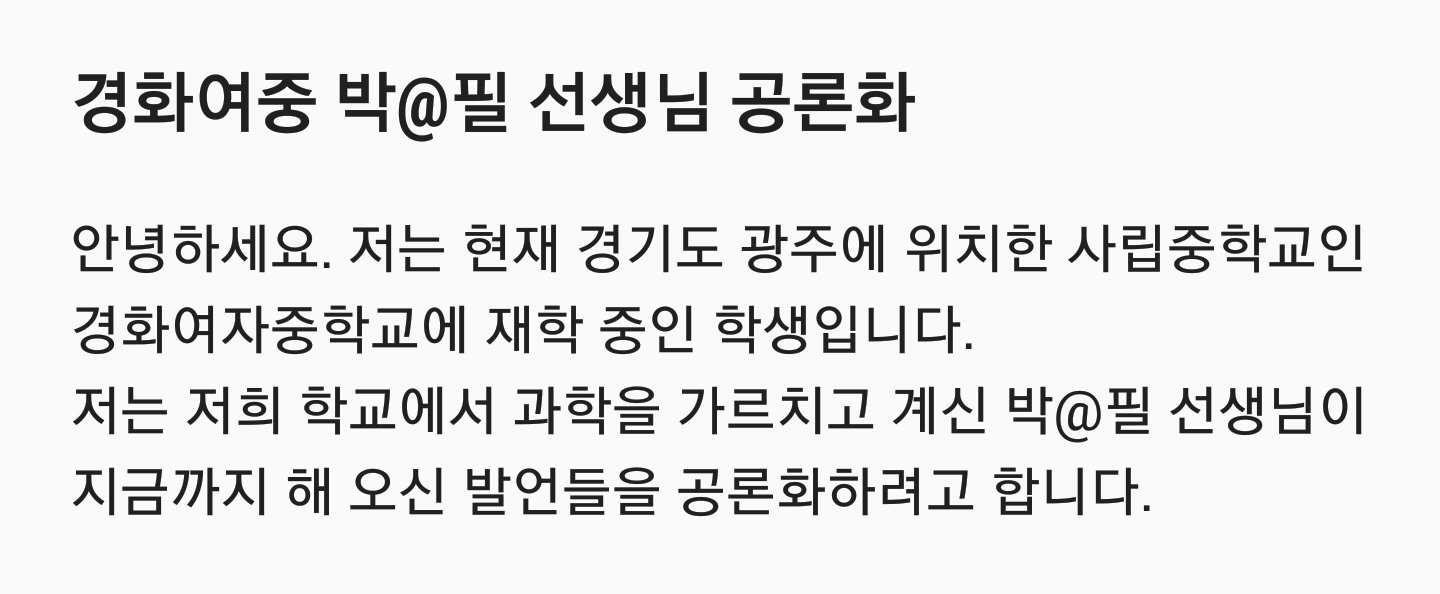 경화여중 박@필 선생님 공론화
안녕하세요. 저는 현재 경기도 광주에 위치한 사립중학교인
경화여자중학교에 재학 중인 학생입니다.
저는 저희 학교에서 과학을 가르치고 계신 박@필 선생님이
지금까지 해 오신 발언들을 공론화하려고 합니다.